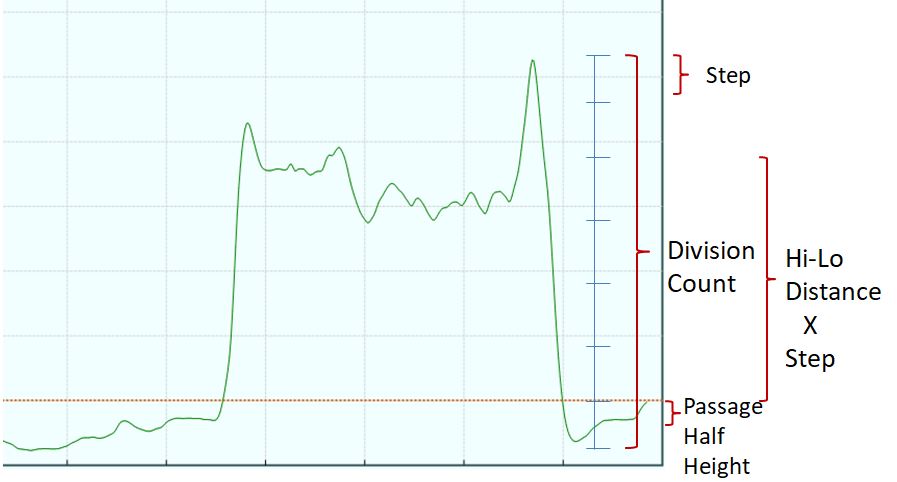 Step
Division
Count
Hi-Lo
Distance
X
Step
Passage
Half
Height